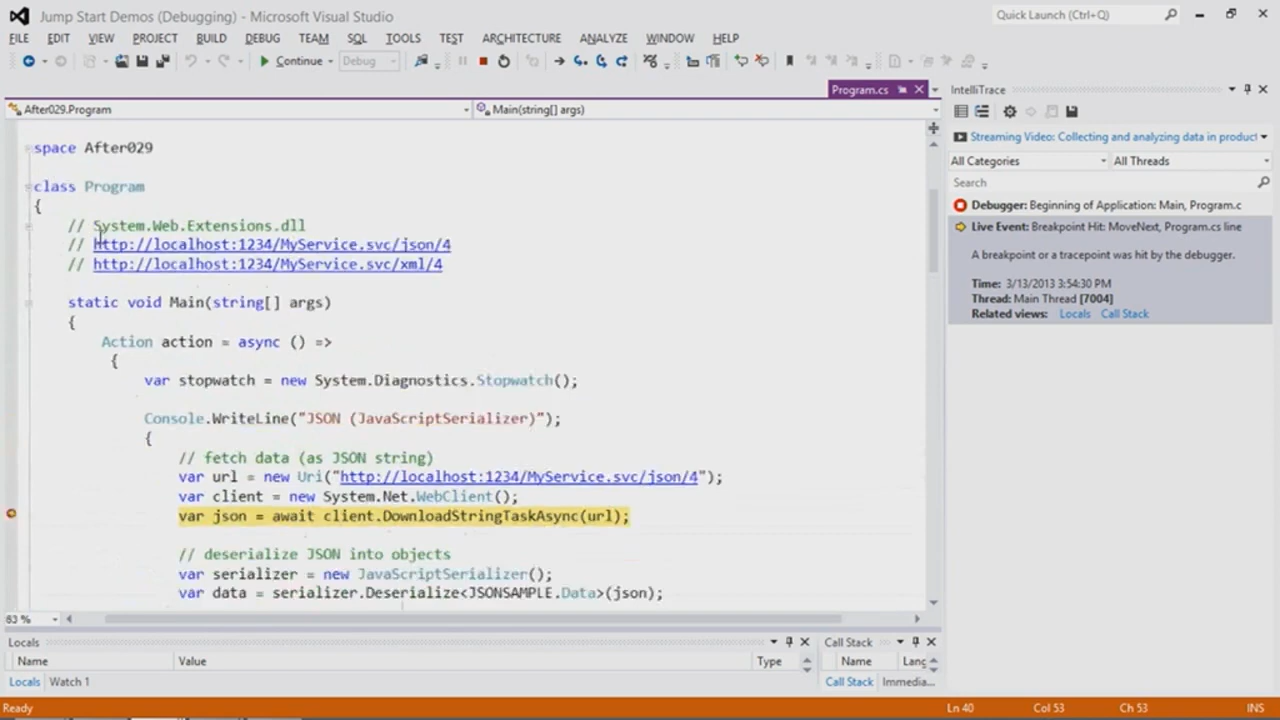 Jump Start Demos (Debugging) - Microsoft Visual Studio
Quick Launch (Ctrl+Q)
FILE EDIT VIEW PROJECT BUILD DEBUG TEAM SQL TOOLS TEST ARCHITECTURE ANALYZE WINDOW HELP
Continue Debug
Program.cs
After029.Program
Main(string[] args)
space After029
class Program
{
// System.Web.Extensions.dll
// http://localhost:1234/MyService.svc/json/4
// http://localhost:1234/MyService.svc/xml/4
static void Main(string[] args)
{
Action action = async () =>
{
var stopwatch = new System.Diagnostics.Stopwatch();
Console.WriteLine("JSON (JavaScriptSerializer)");
{
// fetch data (as JSON string)
var url = new Uri("http://localhost:1234/MyService.svc/json/4");
var client = new System.Net.WebClient();
var json = await client.DownloadStringTaskAsync(url);
// deserialize JSON into objects
var serializer = new JavaScriptSerializer();
var data = serializer.Deserialize<JSONSAMPLE.Data>(json);
83 %
IntelliTrace
Streaming Video: Collecting and analyzing data in product
All Categories
All Threads
Search
Debugger: Beginning of Application: Main, Program.c
Live Event: Breakpoint Hit: MoveNext, Program.cs line
A breakpoint or a tracepoint was hit by the debugger.
Time: 3/13/2013 3:54:30 PM
Thread: Main Thread [7004]
Related views: Locals Call Stack
Locals
Name Value Type
Locals Watch 1
Call Stack
Name Lang
Call Stack Immedia...
Ready
Ln 40 Col 53 Ch 53 INS